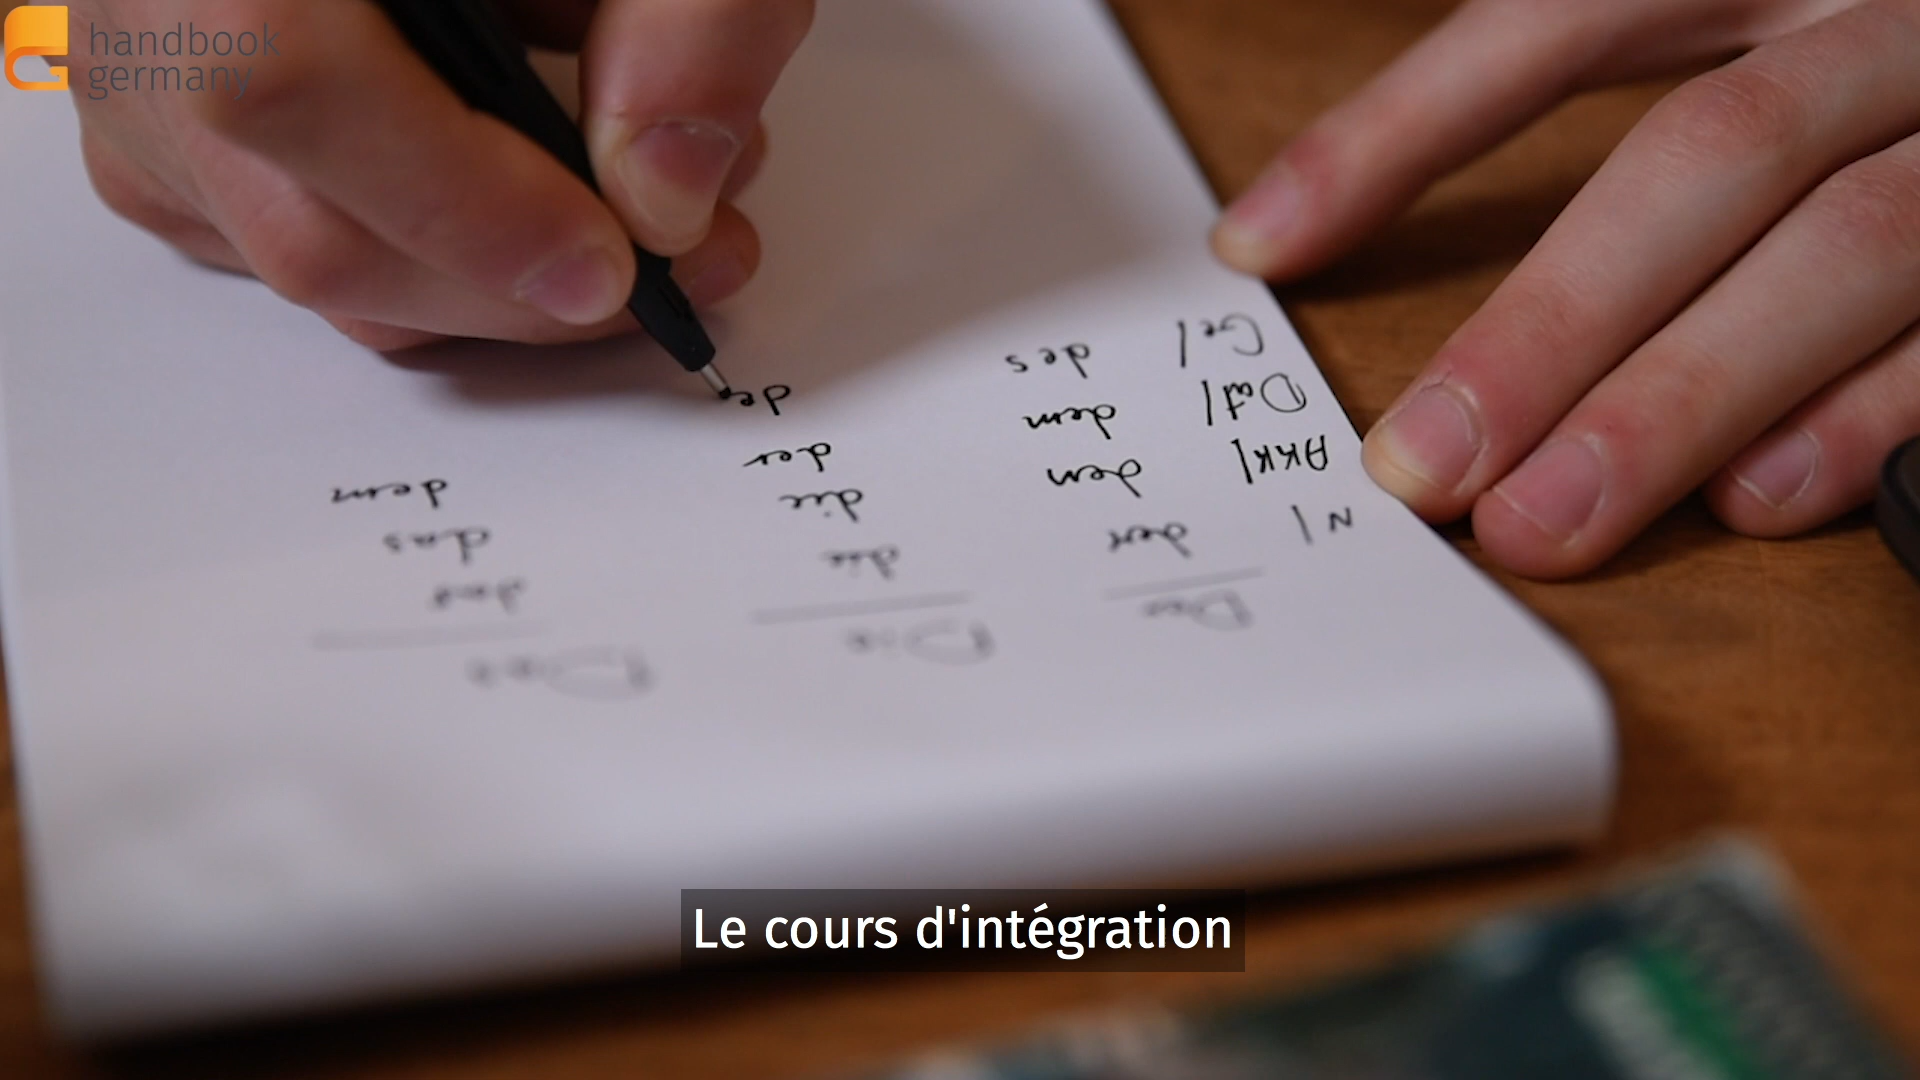 handbook
germany
Der Die Das
N | der die das
Akk | den die das
Dat | dem der dem
Ge | des de
Le cours d'intégration